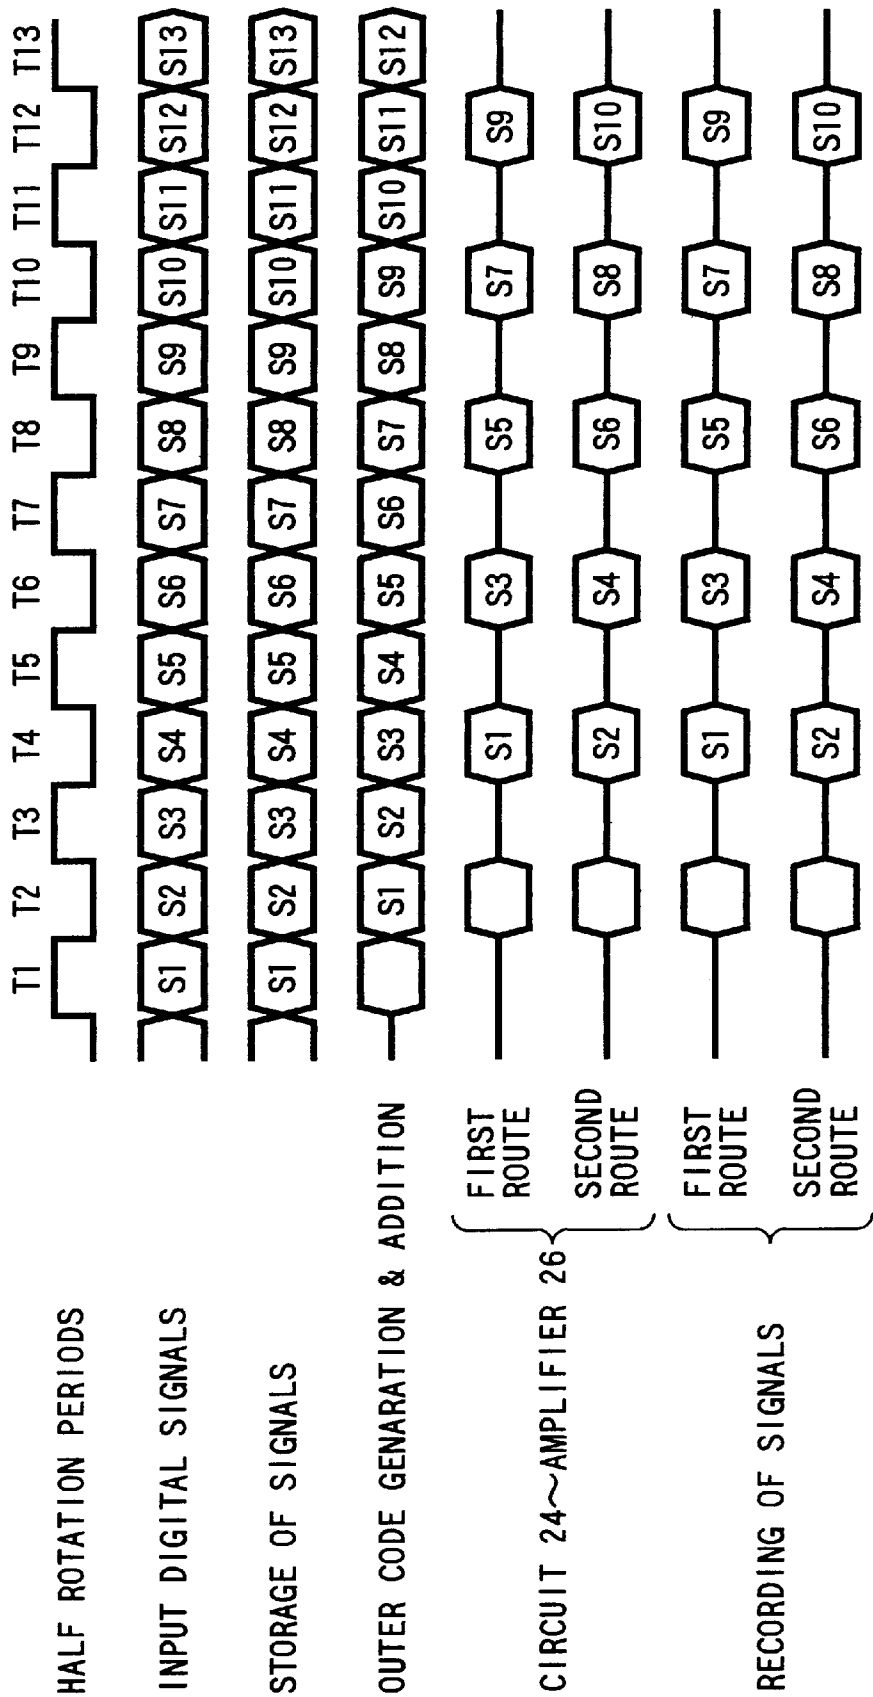 HALF ROTATION PERIODS T1 T2 T3 T4 T5 T6 T7 T8 T9 T10 T11 T12 T13
INPUT DIGITAL SIGNALS S1 S2 S3 S4 S5 S6 S7 S8 S9 S10 S11 S12 S13
STORAGE OF SIGNALS S1 S2 S3 S4 S5 S6 S7 S8 S9 S10 S11 S12 S13
OUTER CODE GENARATION & ADDITION S1 S2 S3 S4 S5 S6 S7 S8 S9 S10 S11 S12
CIRCUIT 24~AMPLIFIER 26
FIRST ROUTE S1 S3 S5 S7 S9
SECOND ROUTE S2 S4 S6 S8 S10
RECORDING OF SIGNALS
FIRST ROUTE S1 S3 S5 S7 S9
SECOND ROUTE S2 S4 S6 S8 S10